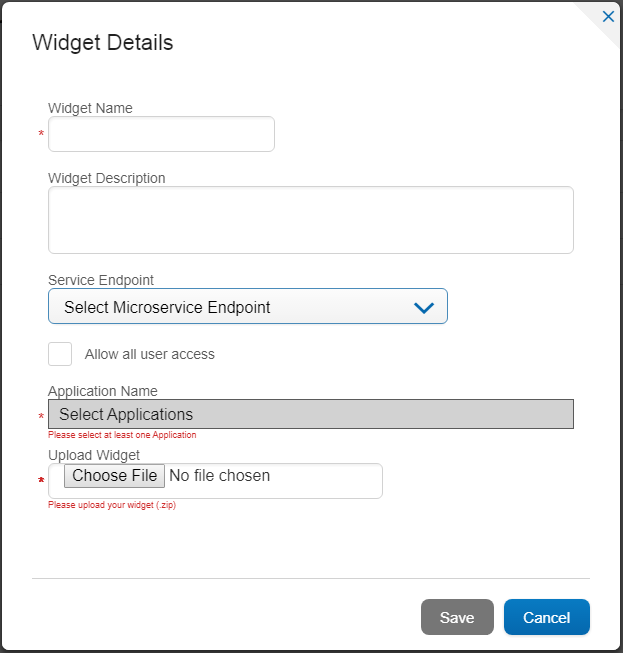 Widget Details
Widget Name
*
Widget Description
Service Endpoint
Select Microservice Endpoint
Allow all user access
Application Name
* Select Applications
Please select at least one Application
Upload Widget
* Choose File No file chosen
Please upload your widget (.zip)
Save Cancel